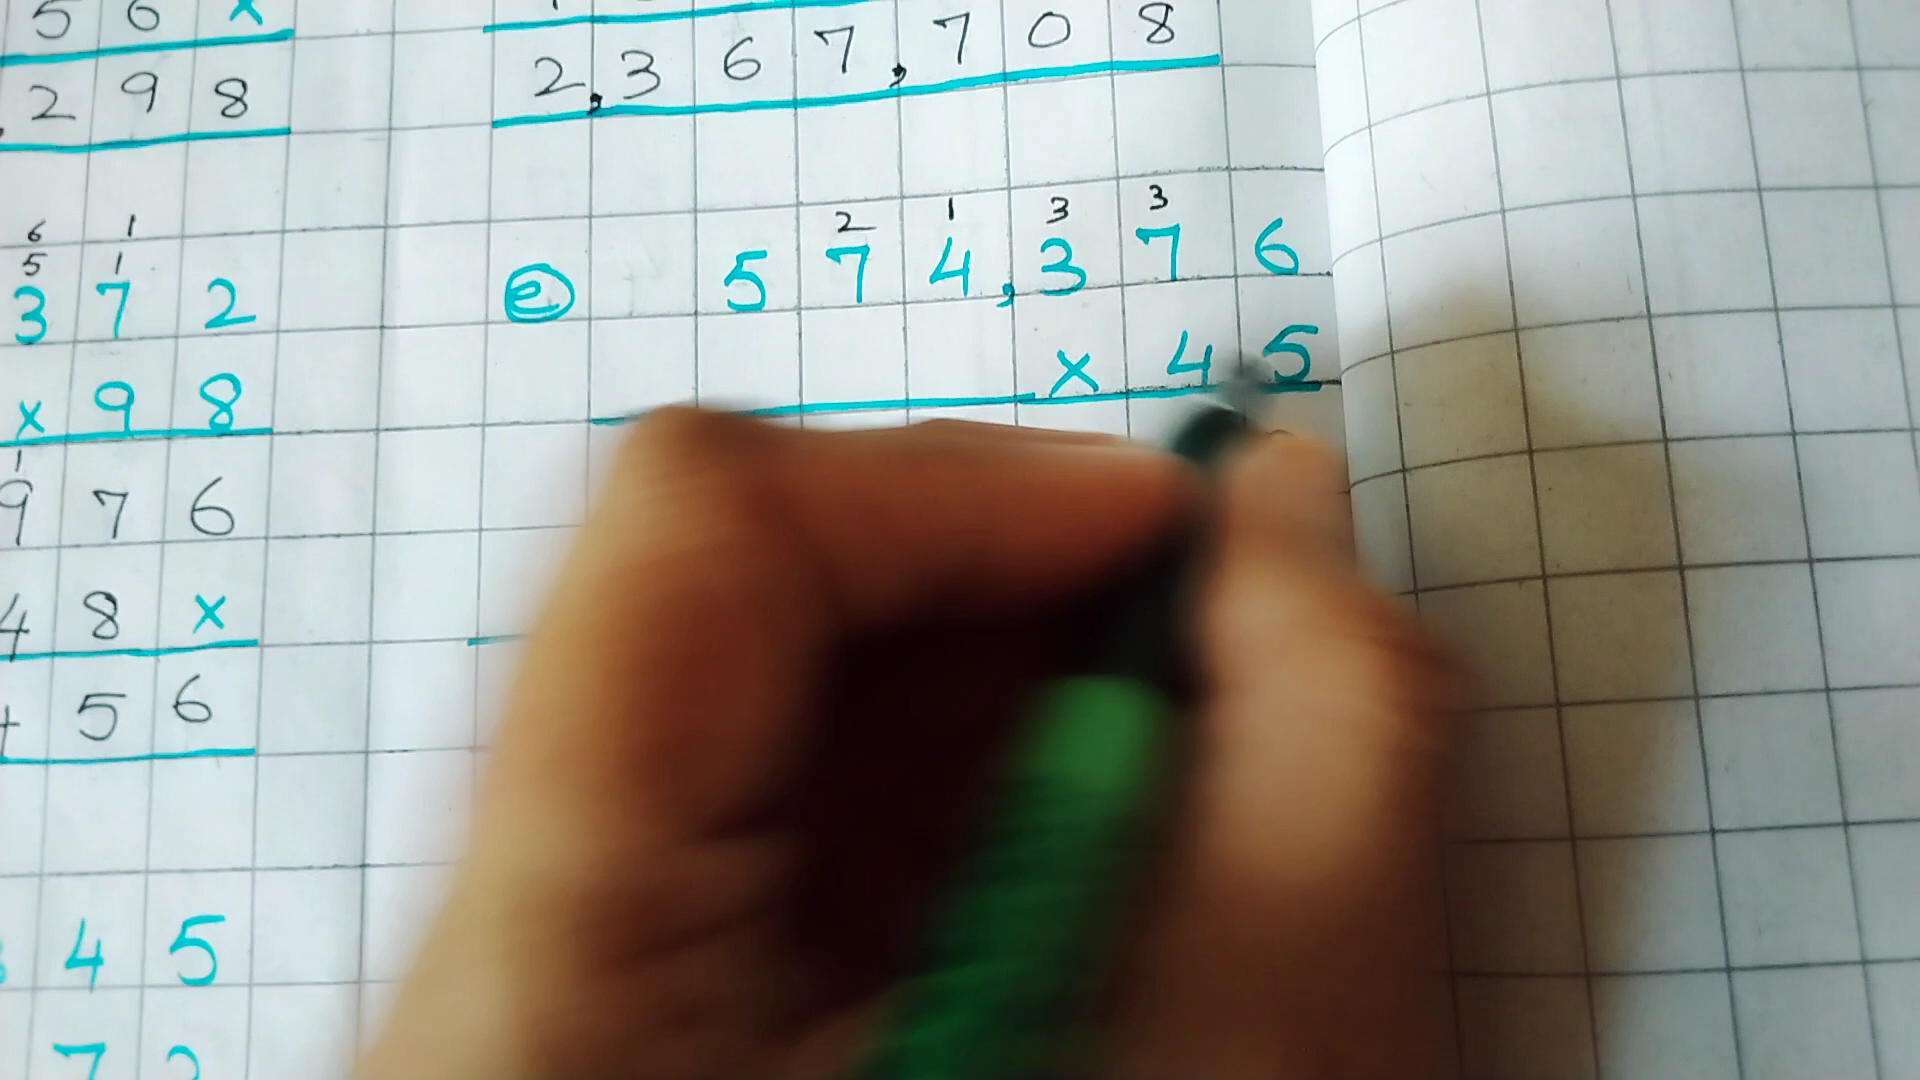 5 6 x
2 9 8
6 1
5 1
3 7 2
x 9 8
1
9 7 6
4 8 x
5 6
4 5
7 2
2,3 6 7,7 0 8
2 1 3 3
e 5 7 4,3 7 6
x 4 5